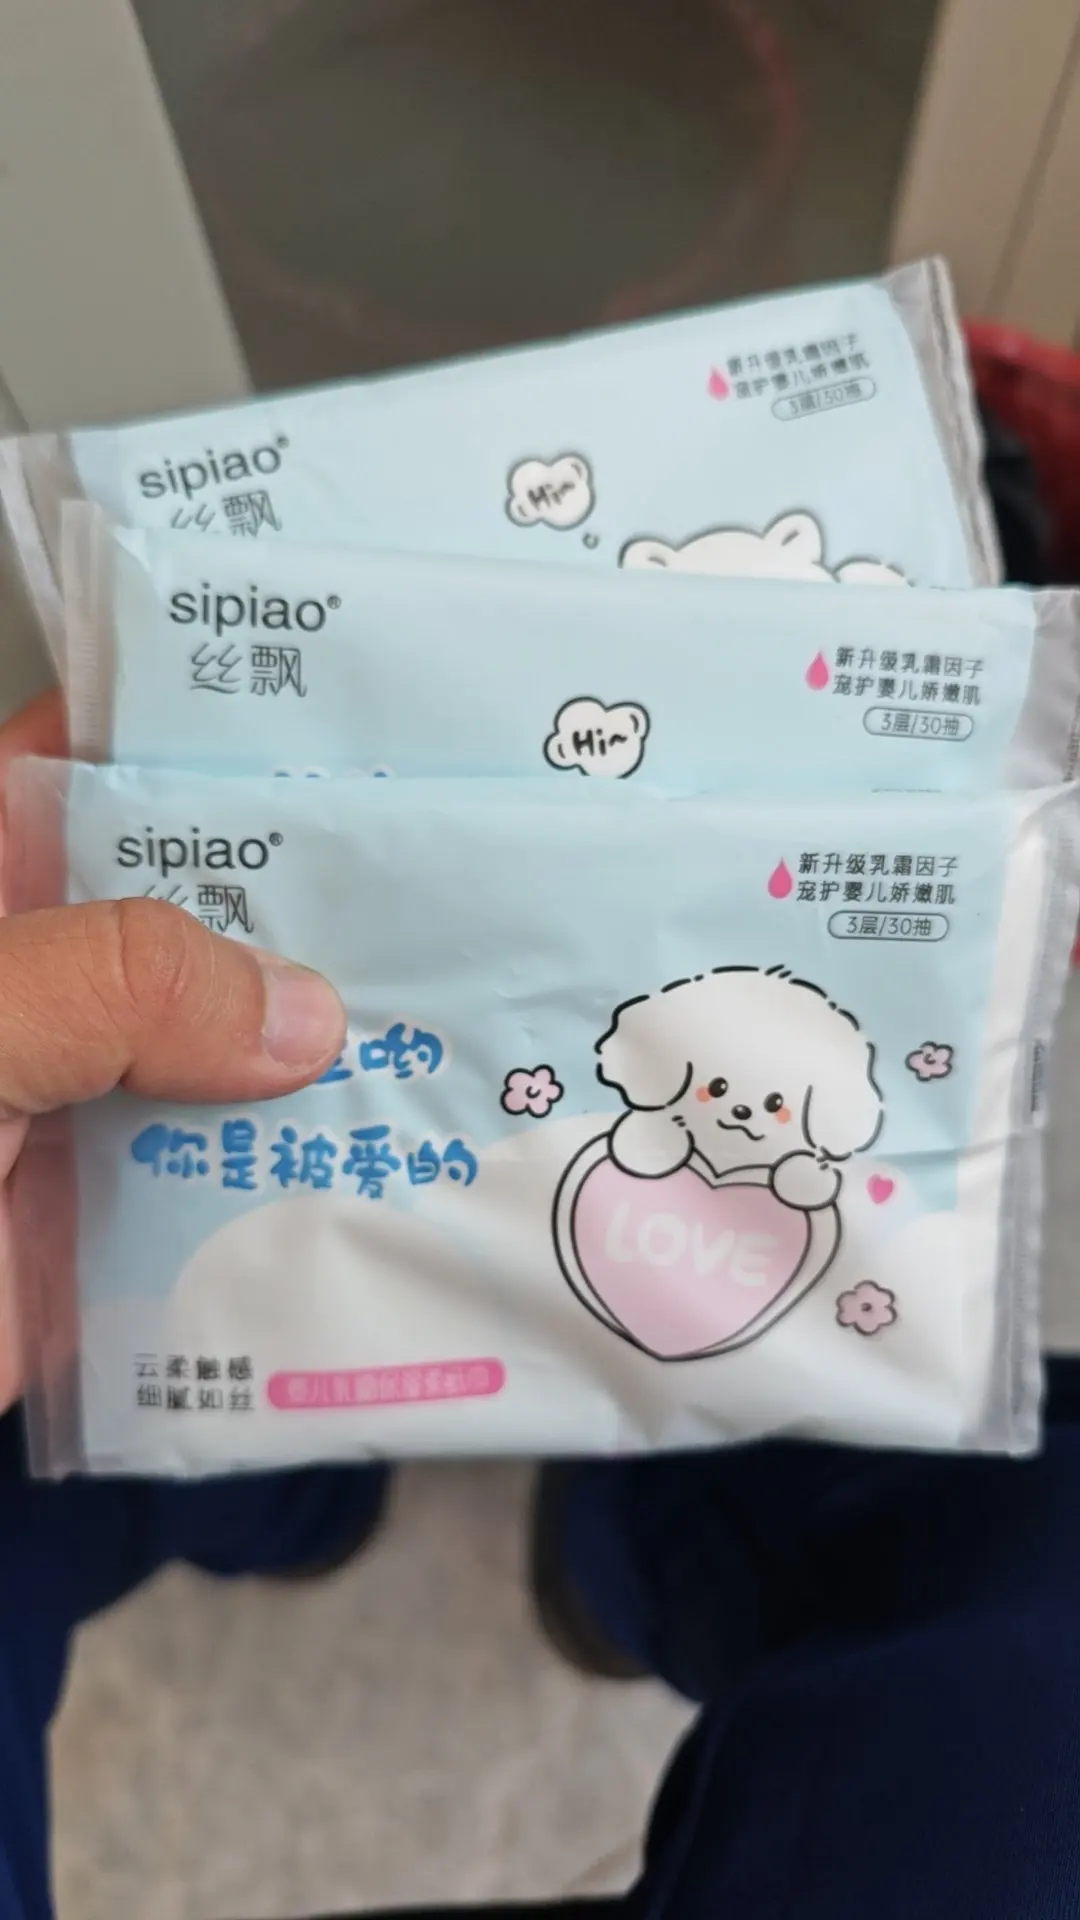 sipiao®
丝飘
新升级乳霜因子
宠护婴儿娇嫩肌
3层/30抽
Hi~
sipiao®
丝飘
新升级乳霜因子
宠护婴儿娇嫩肌
3层/30抽
Hi~
sipiao®
丝飘
新升级乳霜因子
宠护婴儿娇嫩肌
3层/30抽
哟
你是被爱的
LOVE
云柔触感
细腻如丝